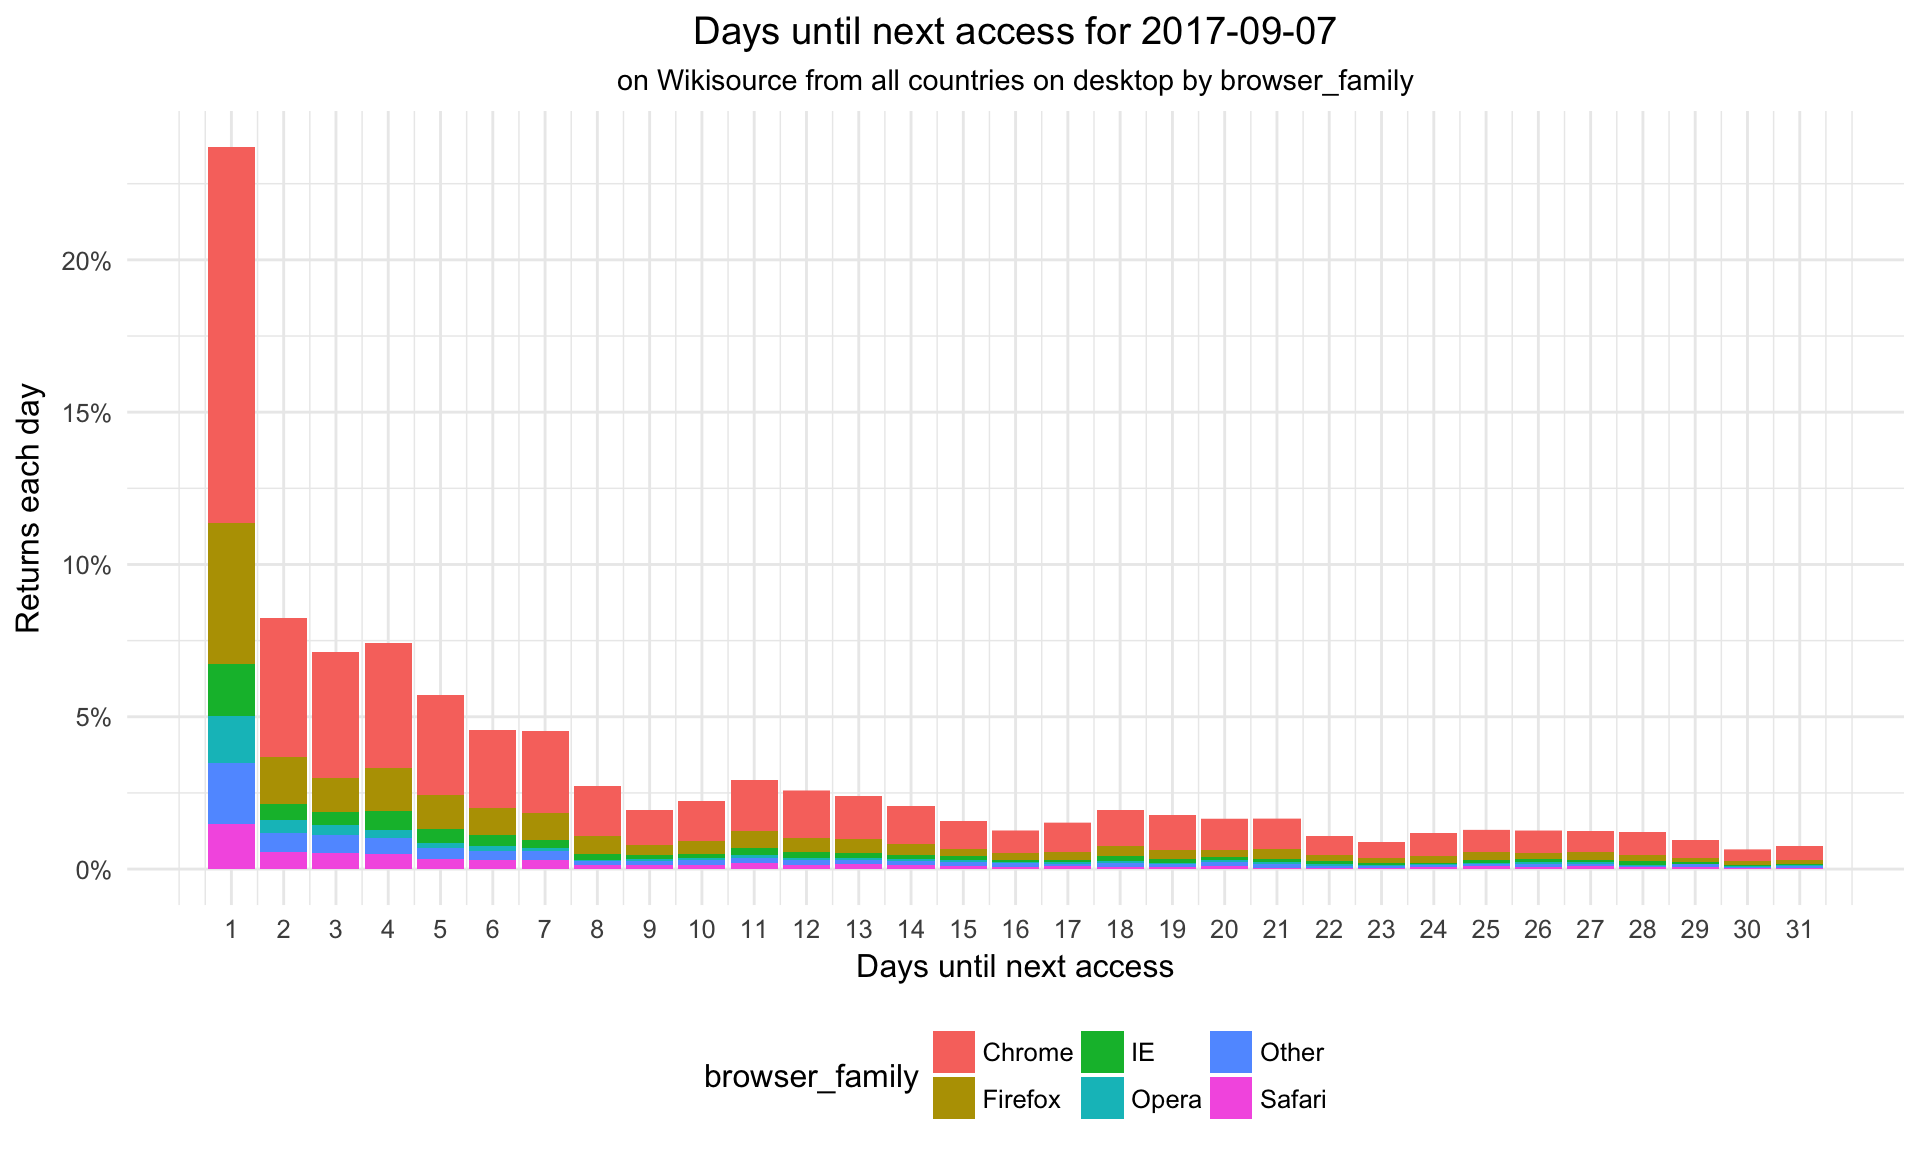 Days until next access for 2017-09-07
on Wikisource from all countries on desktop by browser_family
Returns each day
20%
15%
10%
5%
0%
1 2 3 4 5 6 7 8 9 10 11 12 13 14 15 16 17 18 19 20 21 22 23 24 25 26 27 28 29 30 31
Days until next access
browser_family
Chrome IE Other
Firefox Opera Safari